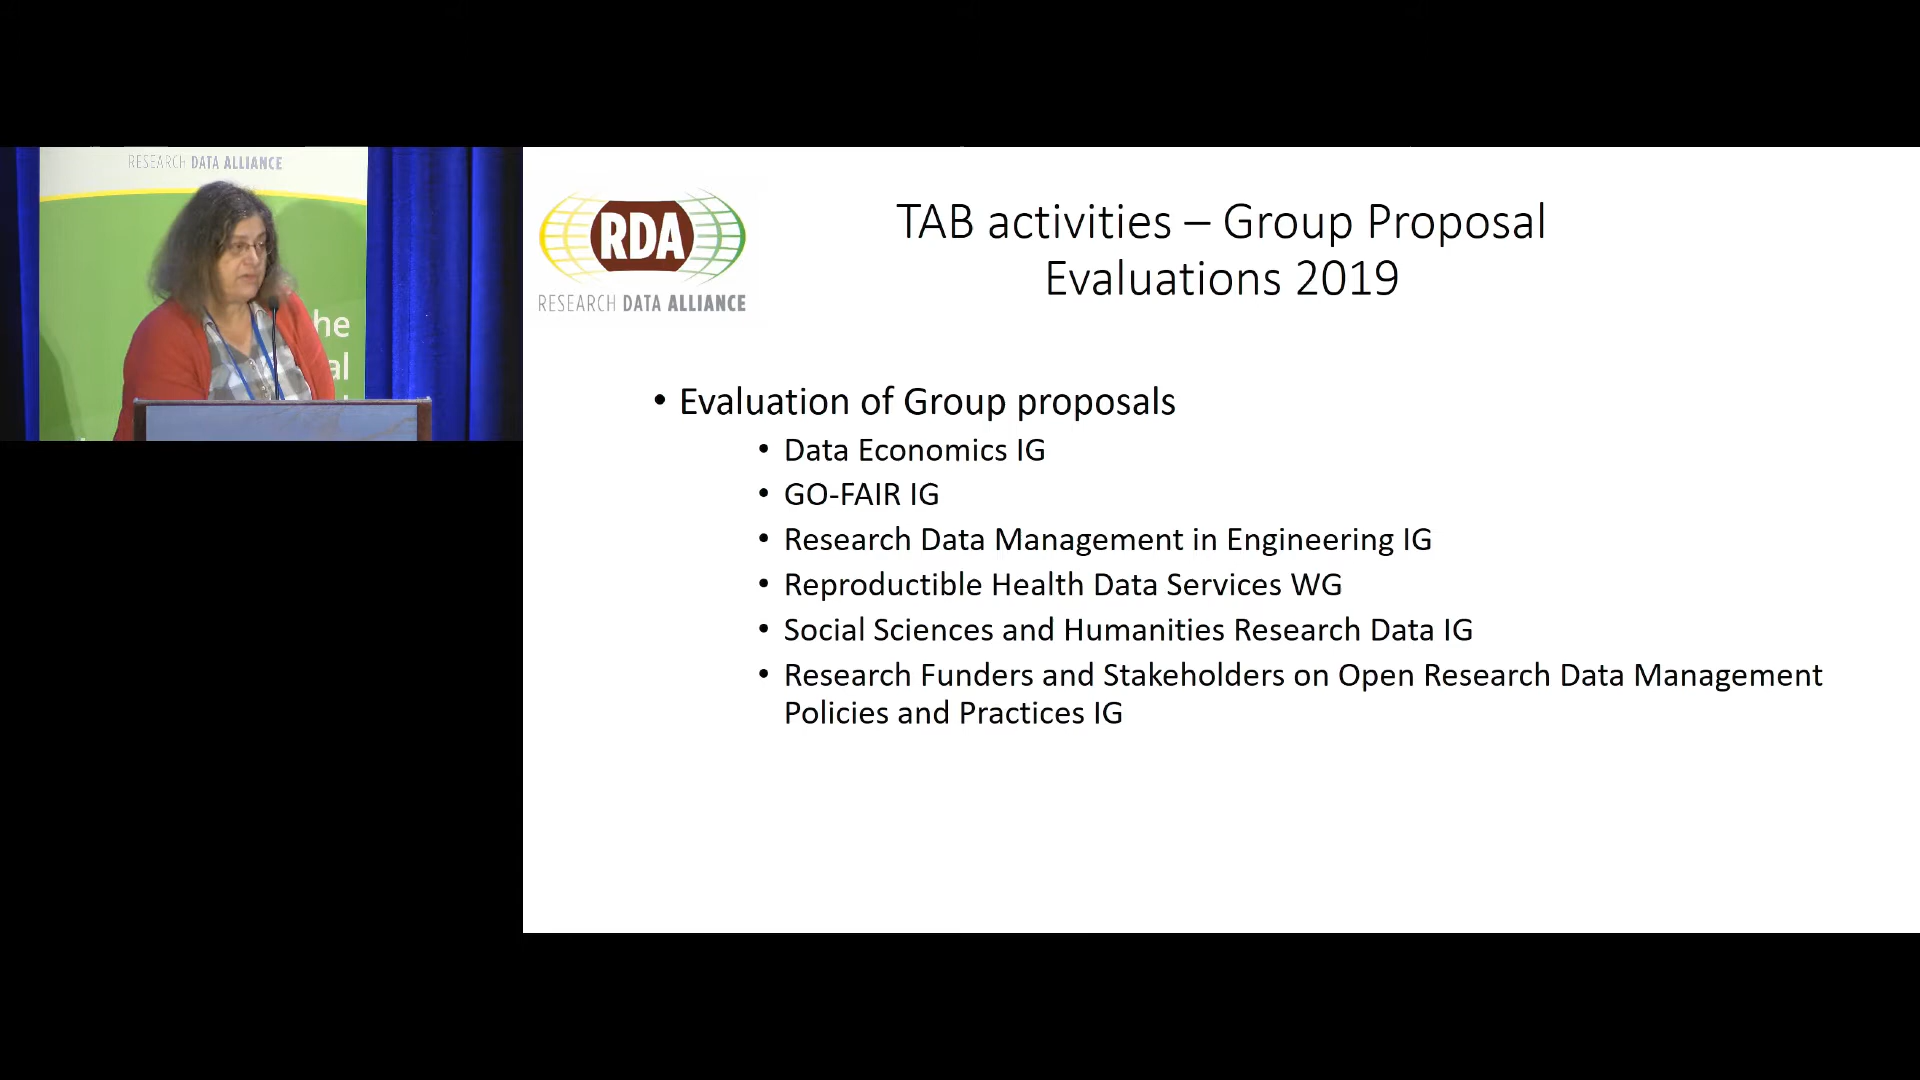 RESEARCH DATA ALLIANCE
he
al
RDA
RESEARCH DATA ALLIANCE
TAB activities – Group Proposal
Evaluations 2019
• Evaluation of Group proposals
• Data Economics IG
• GO-FAIR IG
• Research Data Management in Engineering IG
• Reproductible Health Data Services WG
• Social Sciences and Humanities Research Data IG
• Research Funders and Stakeholders on Open Research Data Management
Policies and Practices IG